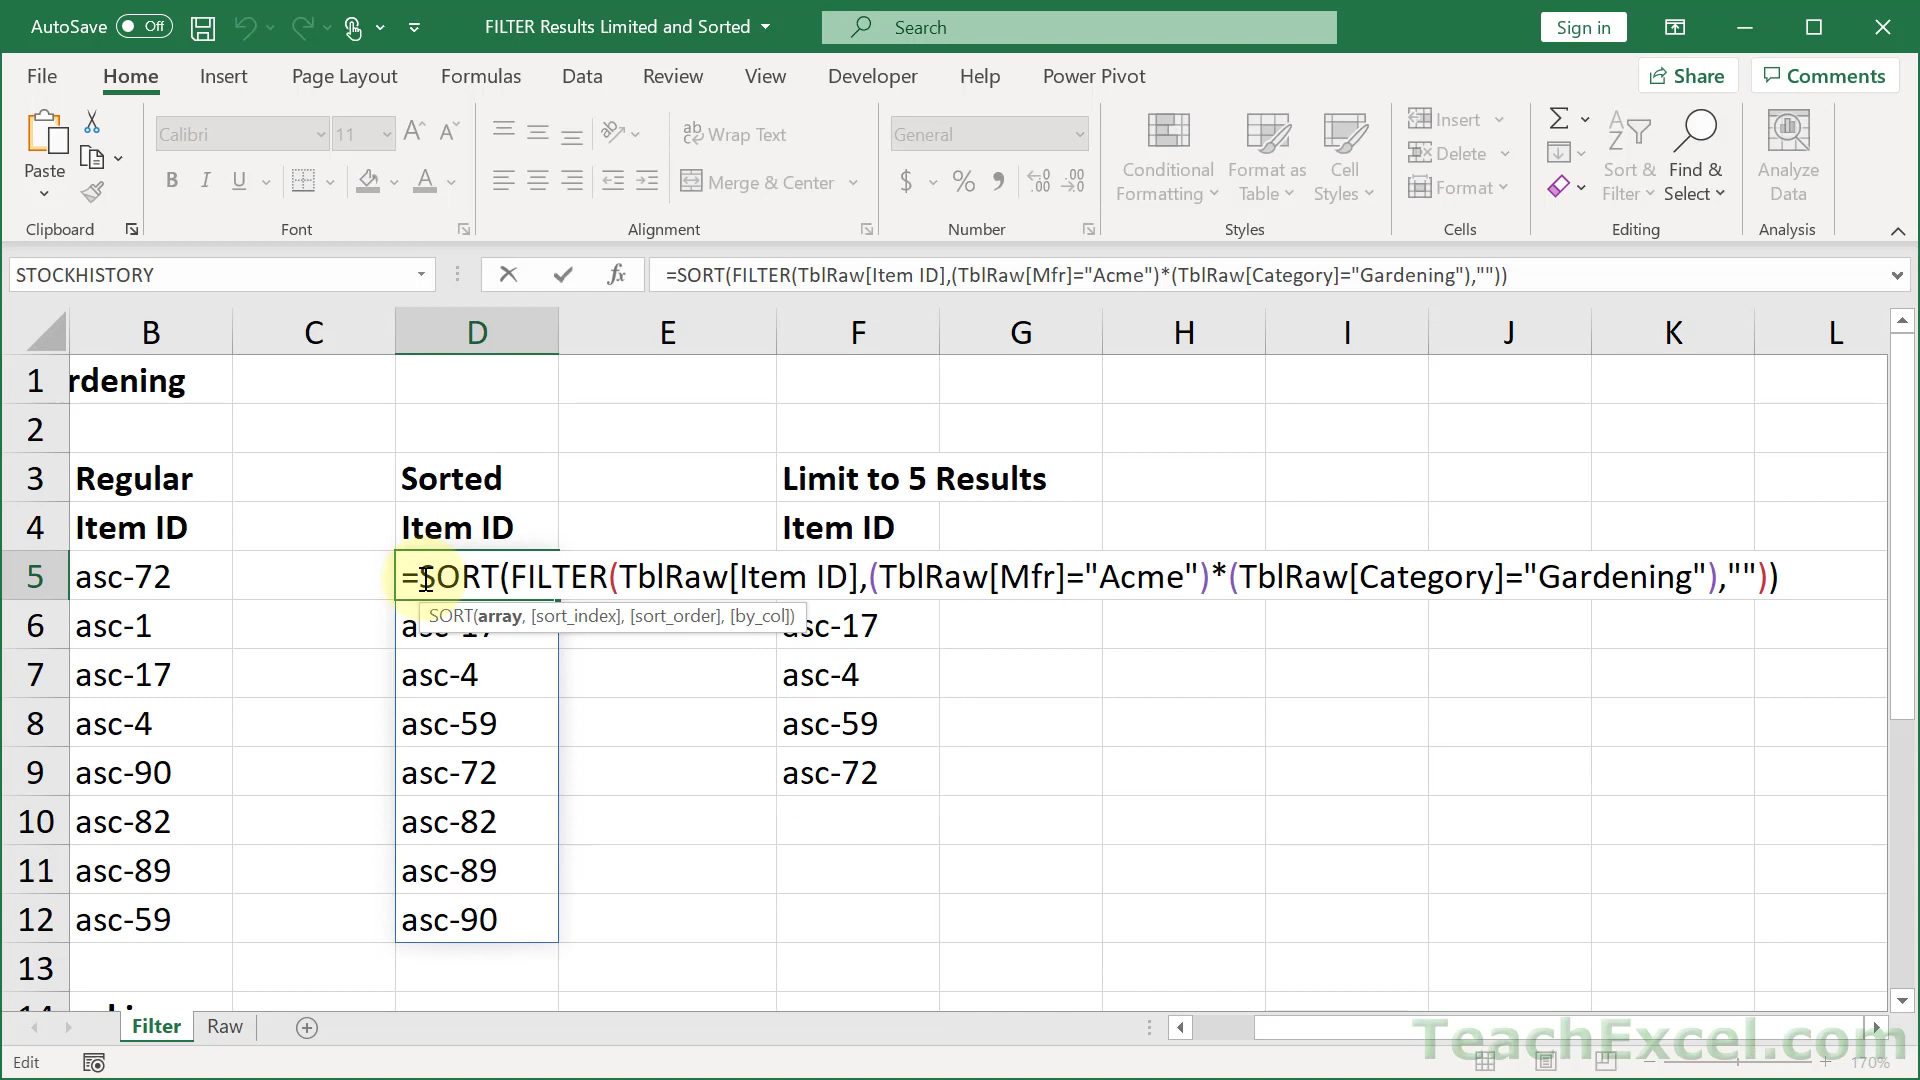 AutoSave Off FILTER Results Limited and Sorted Search Sign in
File Home Insert Page Layout Formulas Data Review View Developer Help Power Pivot Share Comments
Paste
Calibri 11
Wrap Text
Merge & Center
General
$ % 9
Conditional Formatting
Format as Table
Cell Styles
Insert
Delete
Format
Sort & Filter
Find & Select
Analyze Data
Clipboard Font Alignment Number Styles Cells Editing Analysis
STOCKHISTORY fx =SORT(FILTER(TblRaw[Item ID],(TblRaw[Mfr]="Acme")*(TblRaw[Category]="Gardening"),""))
B C D E F G H I J K L
1 rdening
2
3 Regular Sorted Limit to 5 Results
4 Item ID Item ID Item ID
5 asc-72 =SORT(FILTER(TblRaw[Item ID],(TblRaw[Mfr]="Acme")*(TblRaw[Category]="Gardening"),""))
SORT(array, [sort_index], [sort_order], [by_col])
6 asc-1 asc-17 asc-17
7 asc-17 asc-4 asc-4
8 asc-4 asc-59 asc-59
9 asc-90 asc-72 asc-72
10 asc-82 asc-82
11 asc-89 asc-89
12 asc-59 asc-90
13
14
Filter Raw
TeachExcel.com
Edit 170%